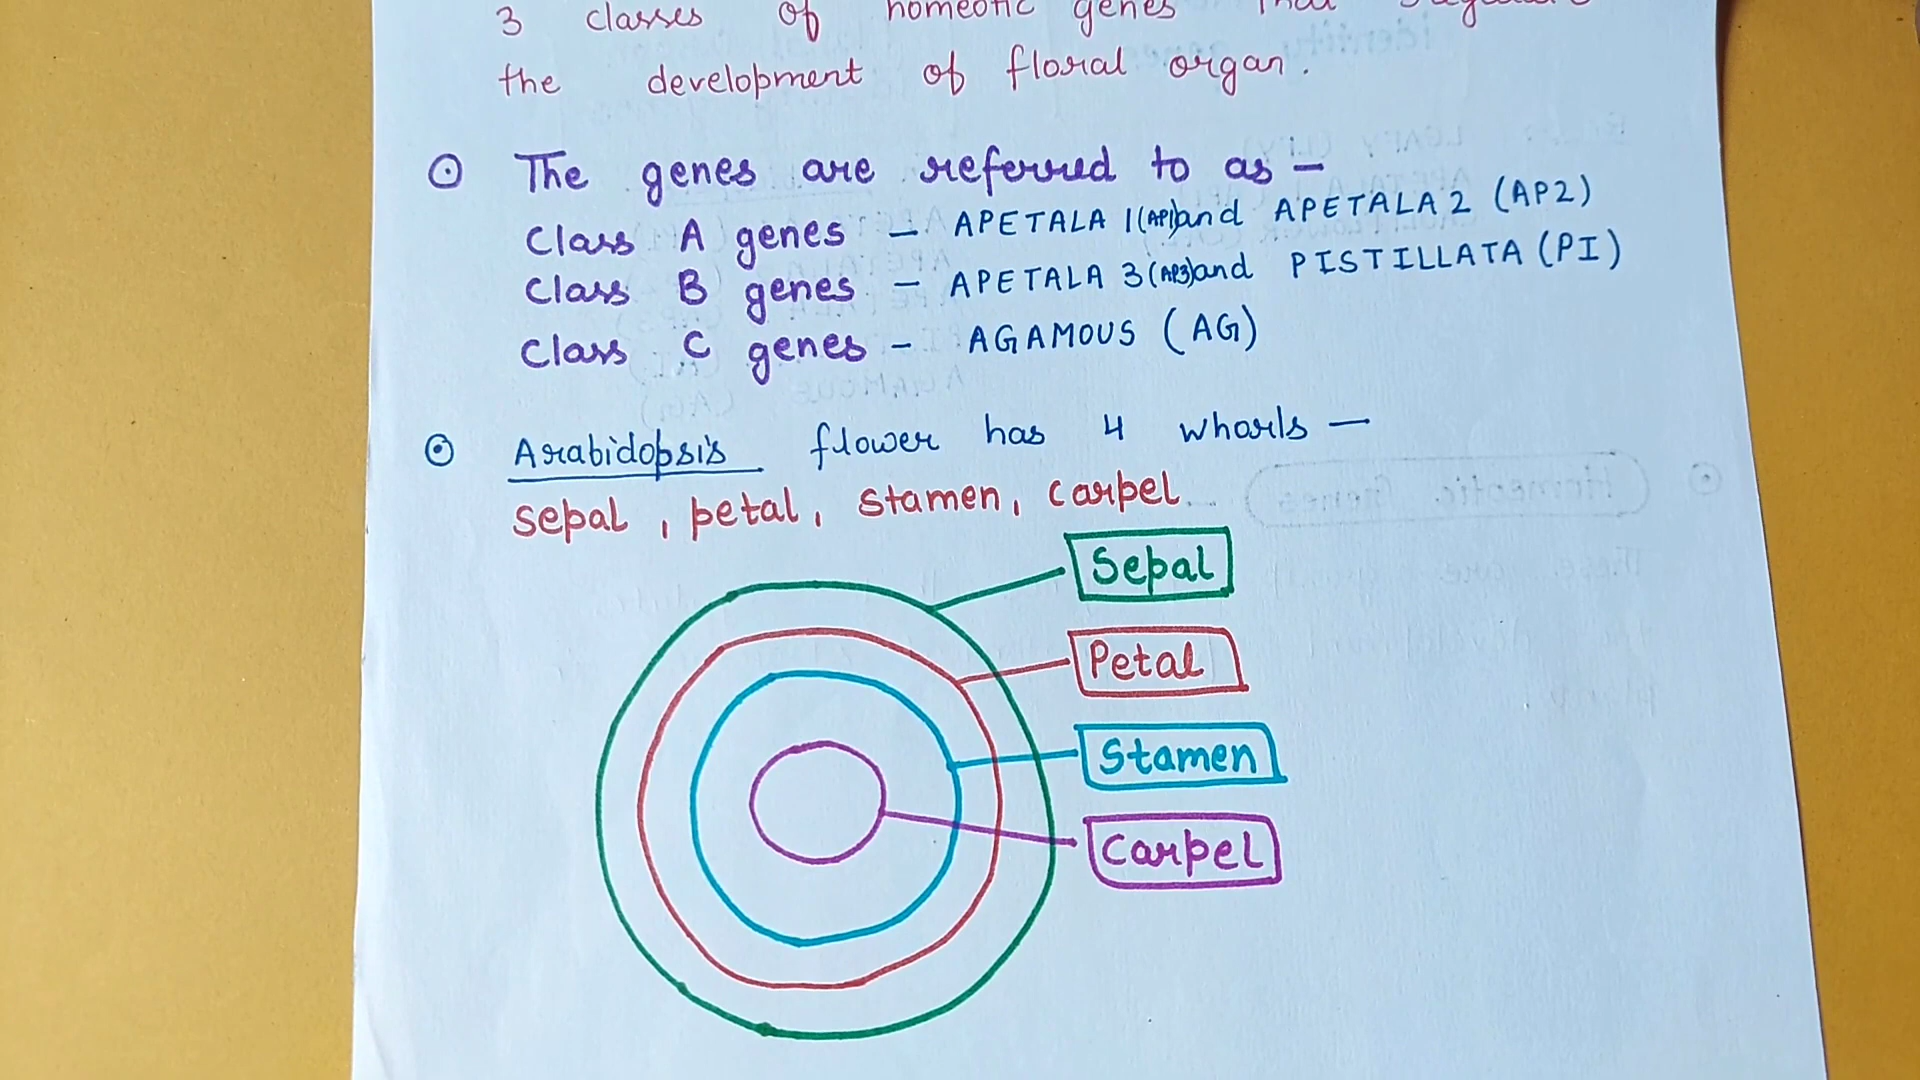 3 classes of homeotic genes that
the development of floral organ.
⊙ The genes are referred to as —
Class A genes — APETALA 1(AP1)and APETALA 2 (AP2)
Class B genes — APETALA 3(AP3)and PISTILLATA (PI)
Class C genes — AGAMOUS (AG)
⊙ Arabidopsis flower has 4 whorls —
sepal, petal, stamen, carpel
Sepal
Petal
Stamen
Carpel